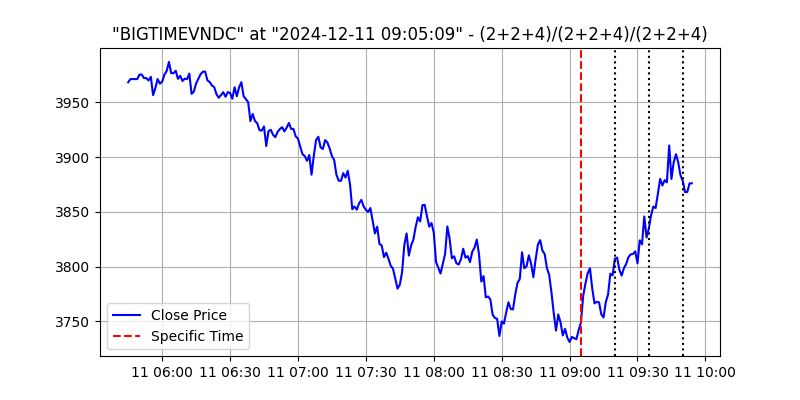 "BIGTIMEVNDC" at "2024-12-11 09:05:09" - (2+2+4)/(2+2+4)/(2+2+4)
3950
3900
3850
3800
3750
Close Price
Specific Time
11 06:00 11 06:30 11 07:00 11 07:30 11 08:00 11 08:30 11 09:00 11 09:30 11 10:00